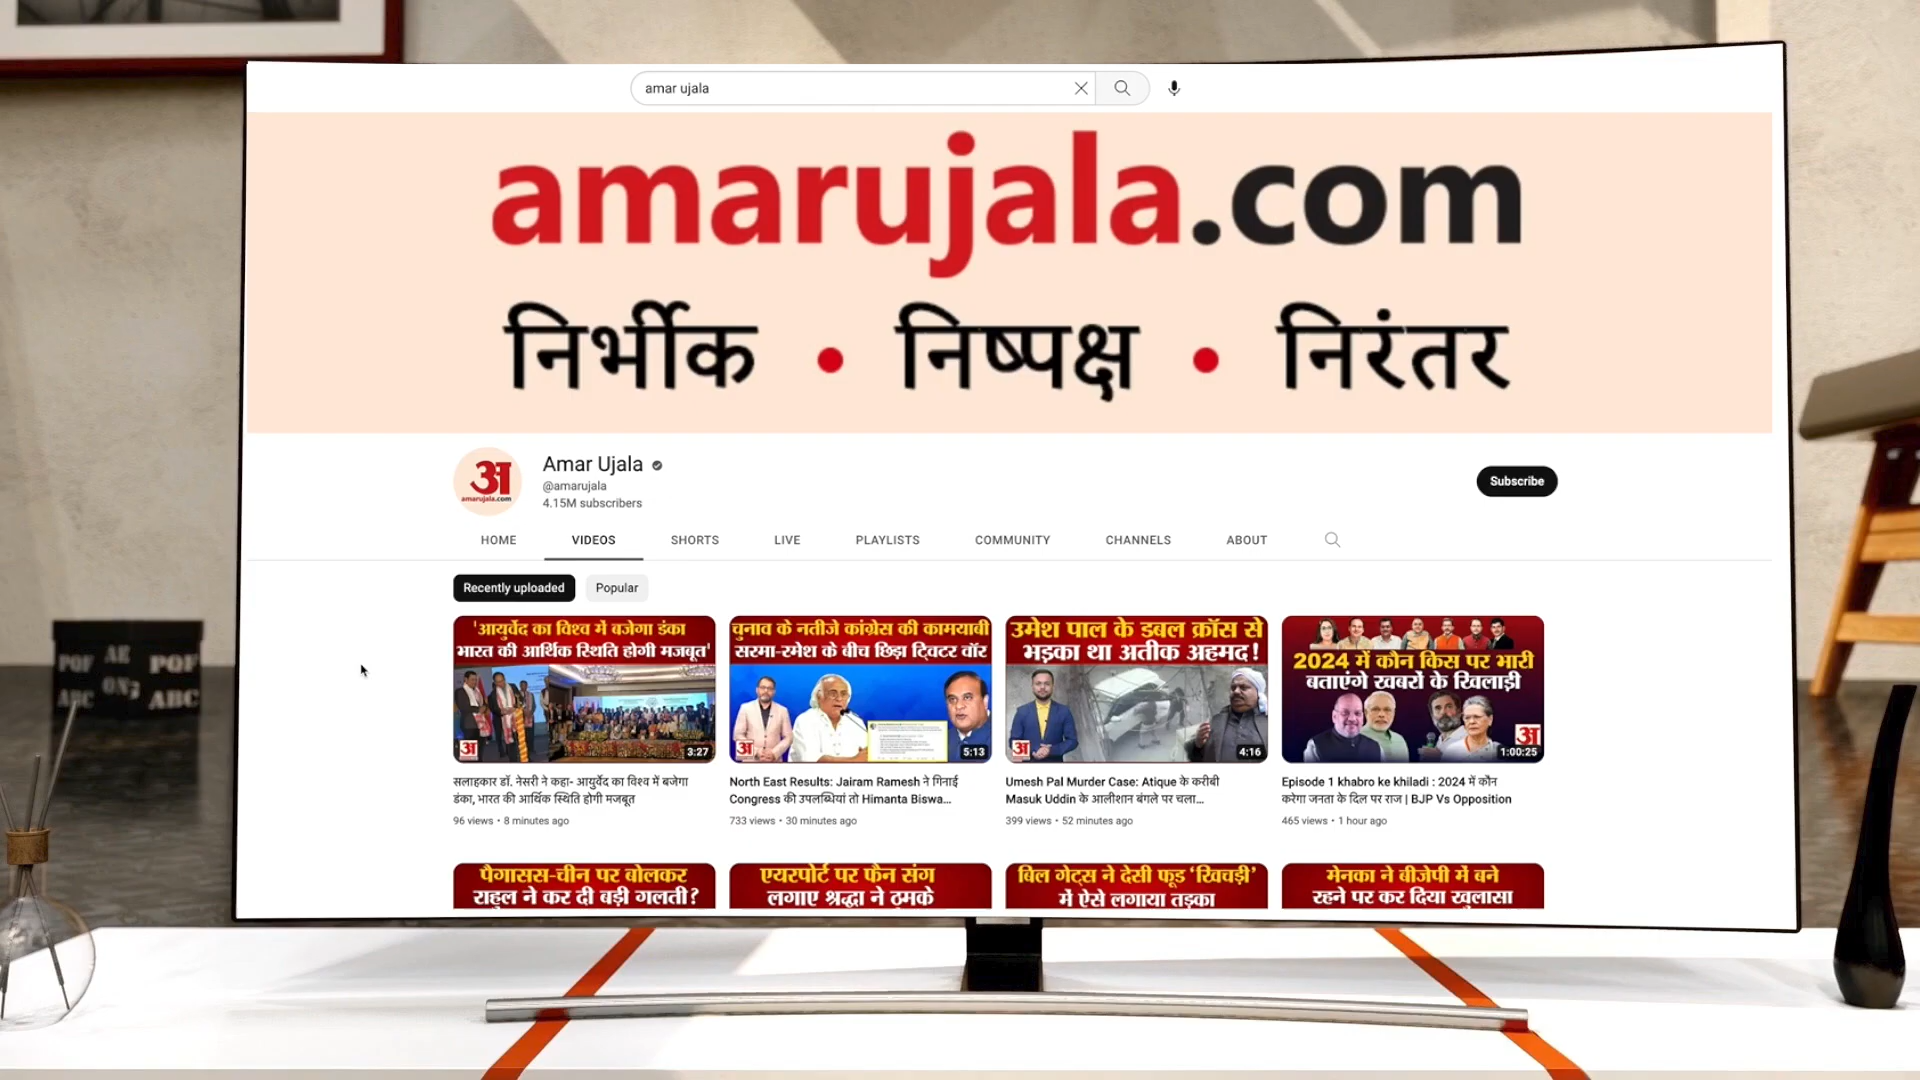 amar ujala
amarujala.com
निर्भीक • निष्पक्ष • निरंतर
अ
amarujala.com
Amar Ujala
@amarujala
4.15M subscribers
Subscribe
HOME VIDEOS SHORTS LIVE PLAYLISTS COMMUNITY CHANNELS ABOUT
Recently uploaded Popular
'आयुर्वेद का विश्व में बजेगा डंका
भारत की आर्थिक स्थिति होगी मजबूत'
अ
3:27
सलाहकार डॉ. नेसरी ने कहा- आयुर्वेद का विश्व में बजेगा
डंका, भारत की आर्थिक स्थिति होगी मजबूत
96 views • 8 minutes ago
चुनाव के नतीजे कांग्रेस की कामयाबी
सरमा-रमेश के बीच छिड़ा ट्विटर वॉर
अ
5:13
North East Results: Jairam Ramesh ने गिनाई
Congress की उपलब्धियां तो Himanta Biswa...
733 views • 30 minutes ago
उमेश पाल के डबल क्रॉस से
भड़का था अतीक अहमद!
अ
4:16
Umesh Pal Murder Case: Atique के करीबी
Masuk Uddin के आलीशान बंगले पर चला...
399 views • 52 minutes ago
2024 में कौन किस पर भारी
बताएंगे खबरों के खिलाड़ी
अ
1:00:25
Episode 1 khabro ke khiladi : 2024 में कौन
करेगा जनता के दिल पर राज | BJP Vs Opposition
465 views • 1 hour ago
पैगासस-चीन पर बोलकर
राहुल ने कर दी बड़ी गलती?
एयरपोर्ट पर फैन संग
लगाए श्रद्धा ने ठुमके
बिल गेट्स ने देसी फूड 'खिचड़ी'
में ऐसे लगाया तड़का
मेनका ने बीजेपी में बने
रहने पर कर दिया खुलासा
PQF
ABC
PQF
ABC